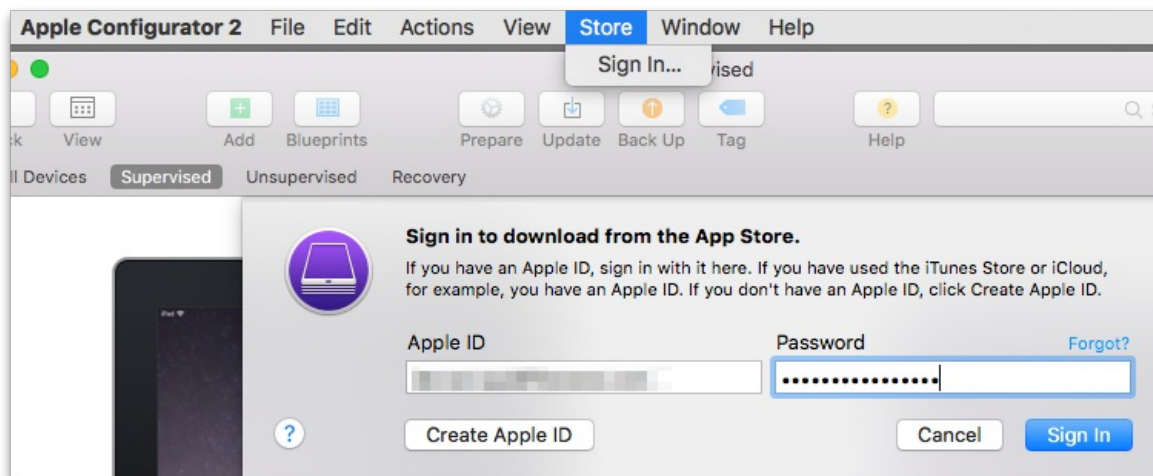 Apple Configurator 2 File Edit Actions View Store Window Help
Sign In...
View Add Blueprints Prepare Update Back Up Tag Help
Devices Supervised Unsupervised Recovery
iPad
Sign in to download from the App Store.
If you have an Apple ID, sign in with it here. If you have used the iTunes Store or iCloud,
for example, you have an Apple ID. If you don't have an Apple ID, click Create Apple ID.
Apple ID Password Forgot?
••••••••••••••••
? Create Apple ID Cancel Sign In